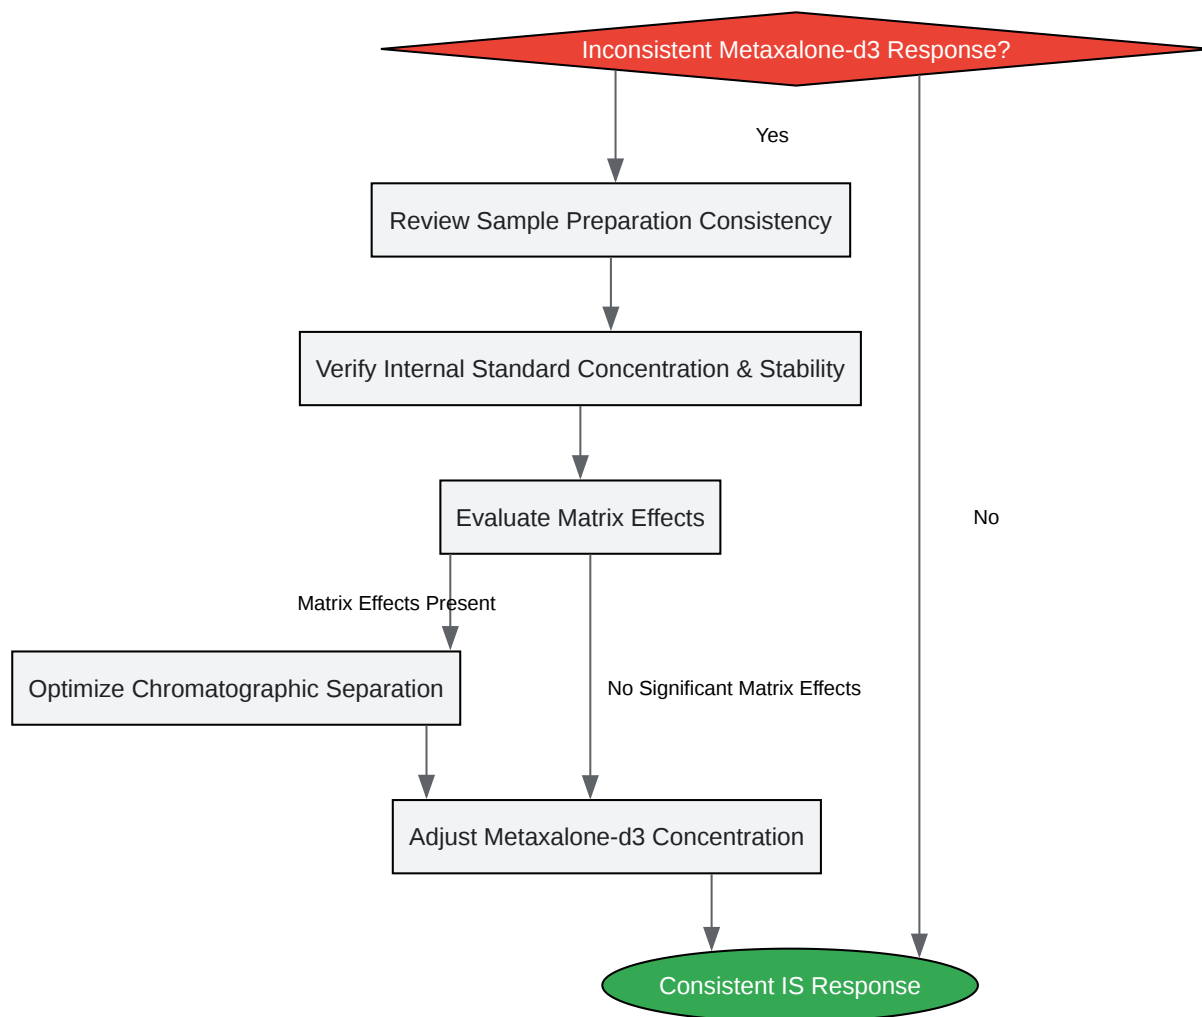 Inconsistent Metaxalone-d3 Response?
Yes
Review Sample Preparation Consistency
Verify Internal Standard Concentration & Stability
Evaluate Matrix Effects
No
Matrix Effects Present
Optimize Chromatographic Separation
No Significant Matrix Effects
Adjust Metaxalone-d3 Concentration
Consistent IS Response